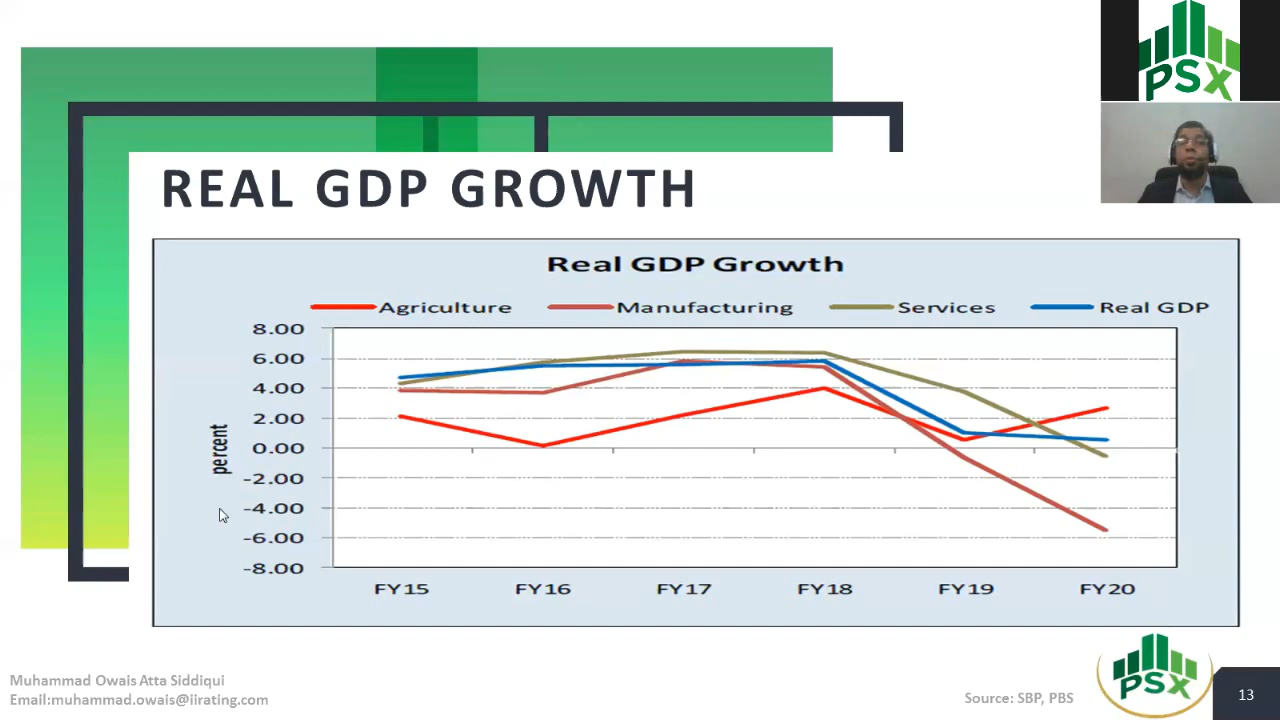 PSX
REAL GDP GROWTH
Real GDP Growth
Agriculture Manufacturing Services Real GDP
8.00
6.00
4.00
2.00
0.00
-2.00
-4.00
-6.00
-8.00
percent
FY15 FY16 FY17 FY18 FY19 FY20
Muhammad Owais Atta Siddiqui
Email:muhammad.owais@iirating.com
Source: SBP, PBS
PSX
13